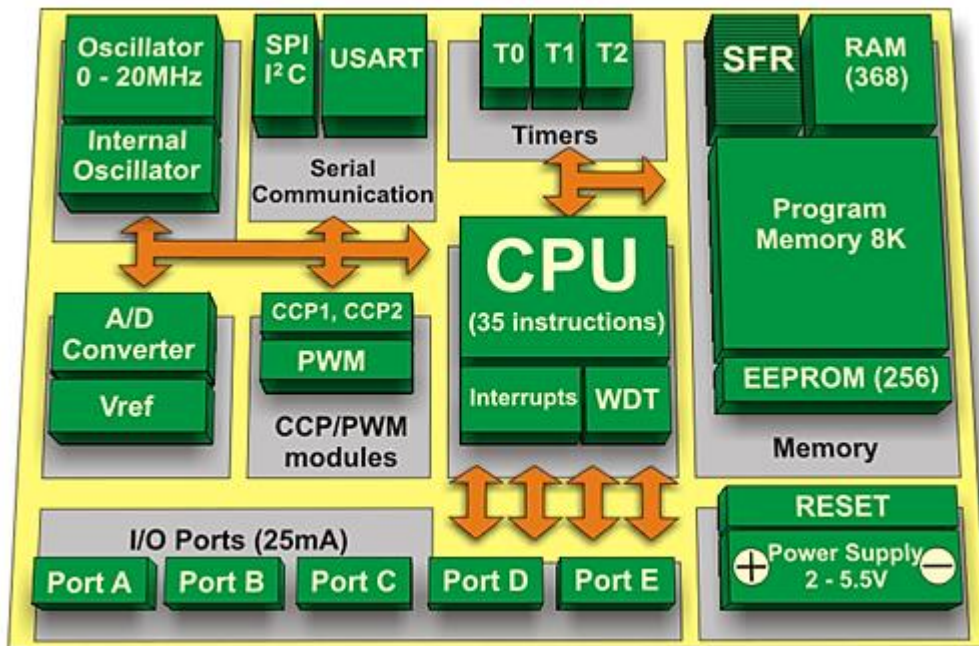 Oscillator
0 - 20MHz
Internal
Oscillator
SPI
I²C
USART
Serial
Communication
T0
T1
T2
Timers
SFR
RAM
(368)
Program
Memory 8K
EEPROM (256)
Memory
A/D
Converter
Vref
CCP1, CCP2
PWM
CCP/PWM
modules
CPU
(35 instructions)
Interrupts
WDT
I/O Ports (25mA)
Port A
Port B
Port C
Port D
Port E
RESET
+
Power Supply
2 - 5.5V
−